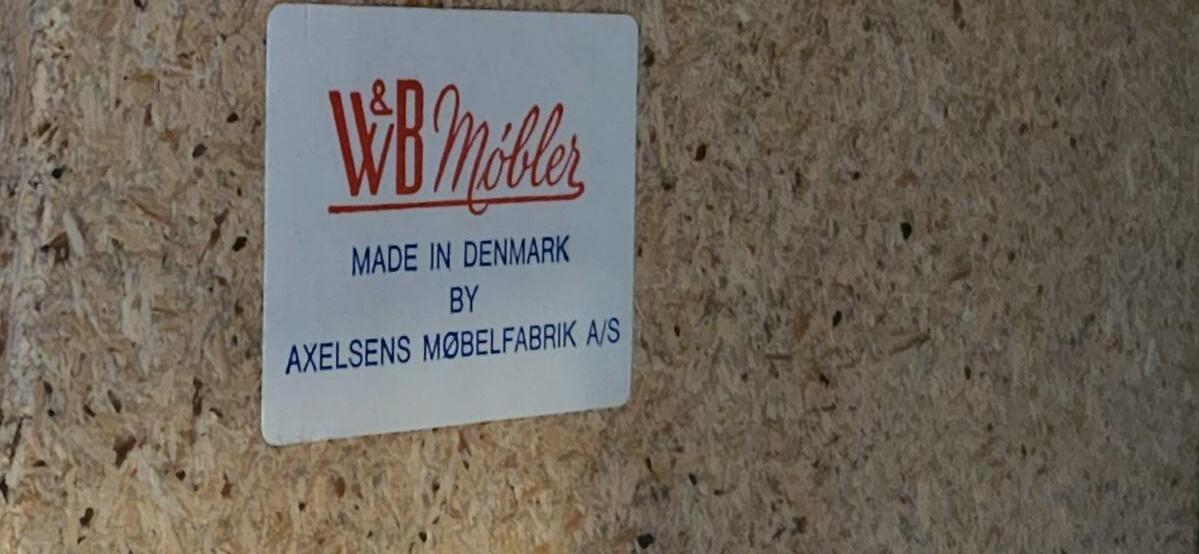 W&B Møbler
MADE IN DENMARK
BY
AXELSENS MØBELFABRIK A/S